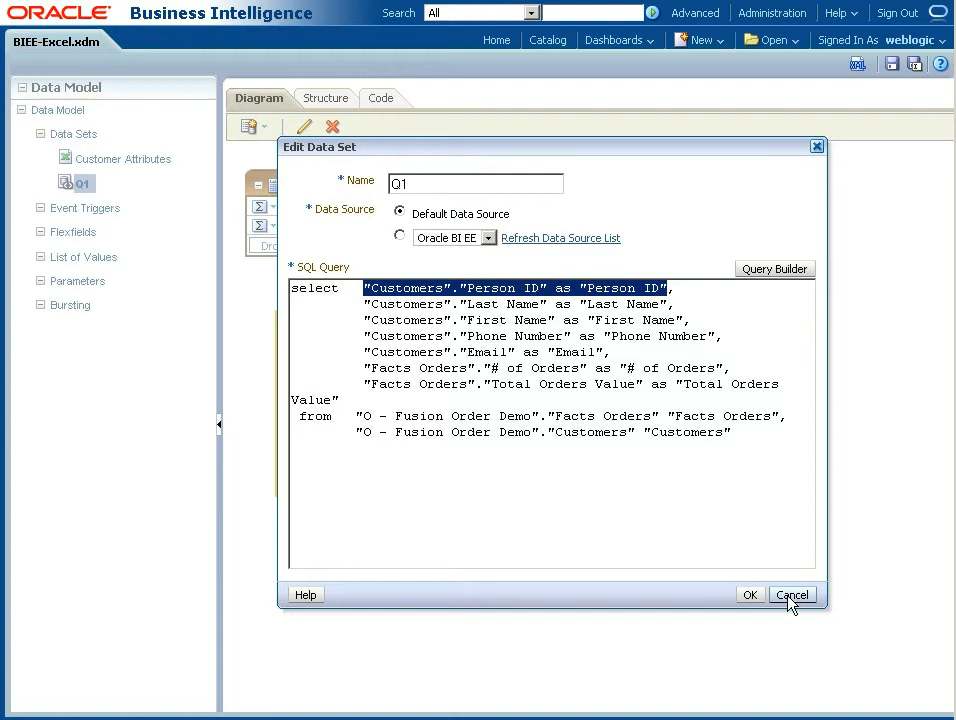 ORACLE Business Intelligence Search All Advanced Administration Help Sign Out
BIEE-Excel.xdm Home Catalog Dashboards New Open Signed In As weblogic
Data Model
Data Model
Data Sets
Customer Attributes
Q1
Event Triggers
Flexfields
List of Values
Parameters
Bursting
Diagram Structure Code
Edit Data Set
* Name Q1
* Data Source Default Data Source
Oracle BI EE Refresh Data Source List
* SQL Query Query Builder
select "Customers"."Person ID" as "Person ID",
"Customers"."Last Name" as "Last Name",
"Customers"."First Name" as "First Name",
"Customers"."Phone Number" as "Phone Number",
"Customers"."Email" as "Email",
"Facts Orders"."# of Orders" as "# of Orders",
"Facts Orders"."Total Orders Value" as "Total Orders
Value"
from "O - Fusion Order Demo"."Facts Orders" "Facts Orders",
"O - Fusion Order Demo"."Customers" "Customers"
Help OK Cancel
Dro